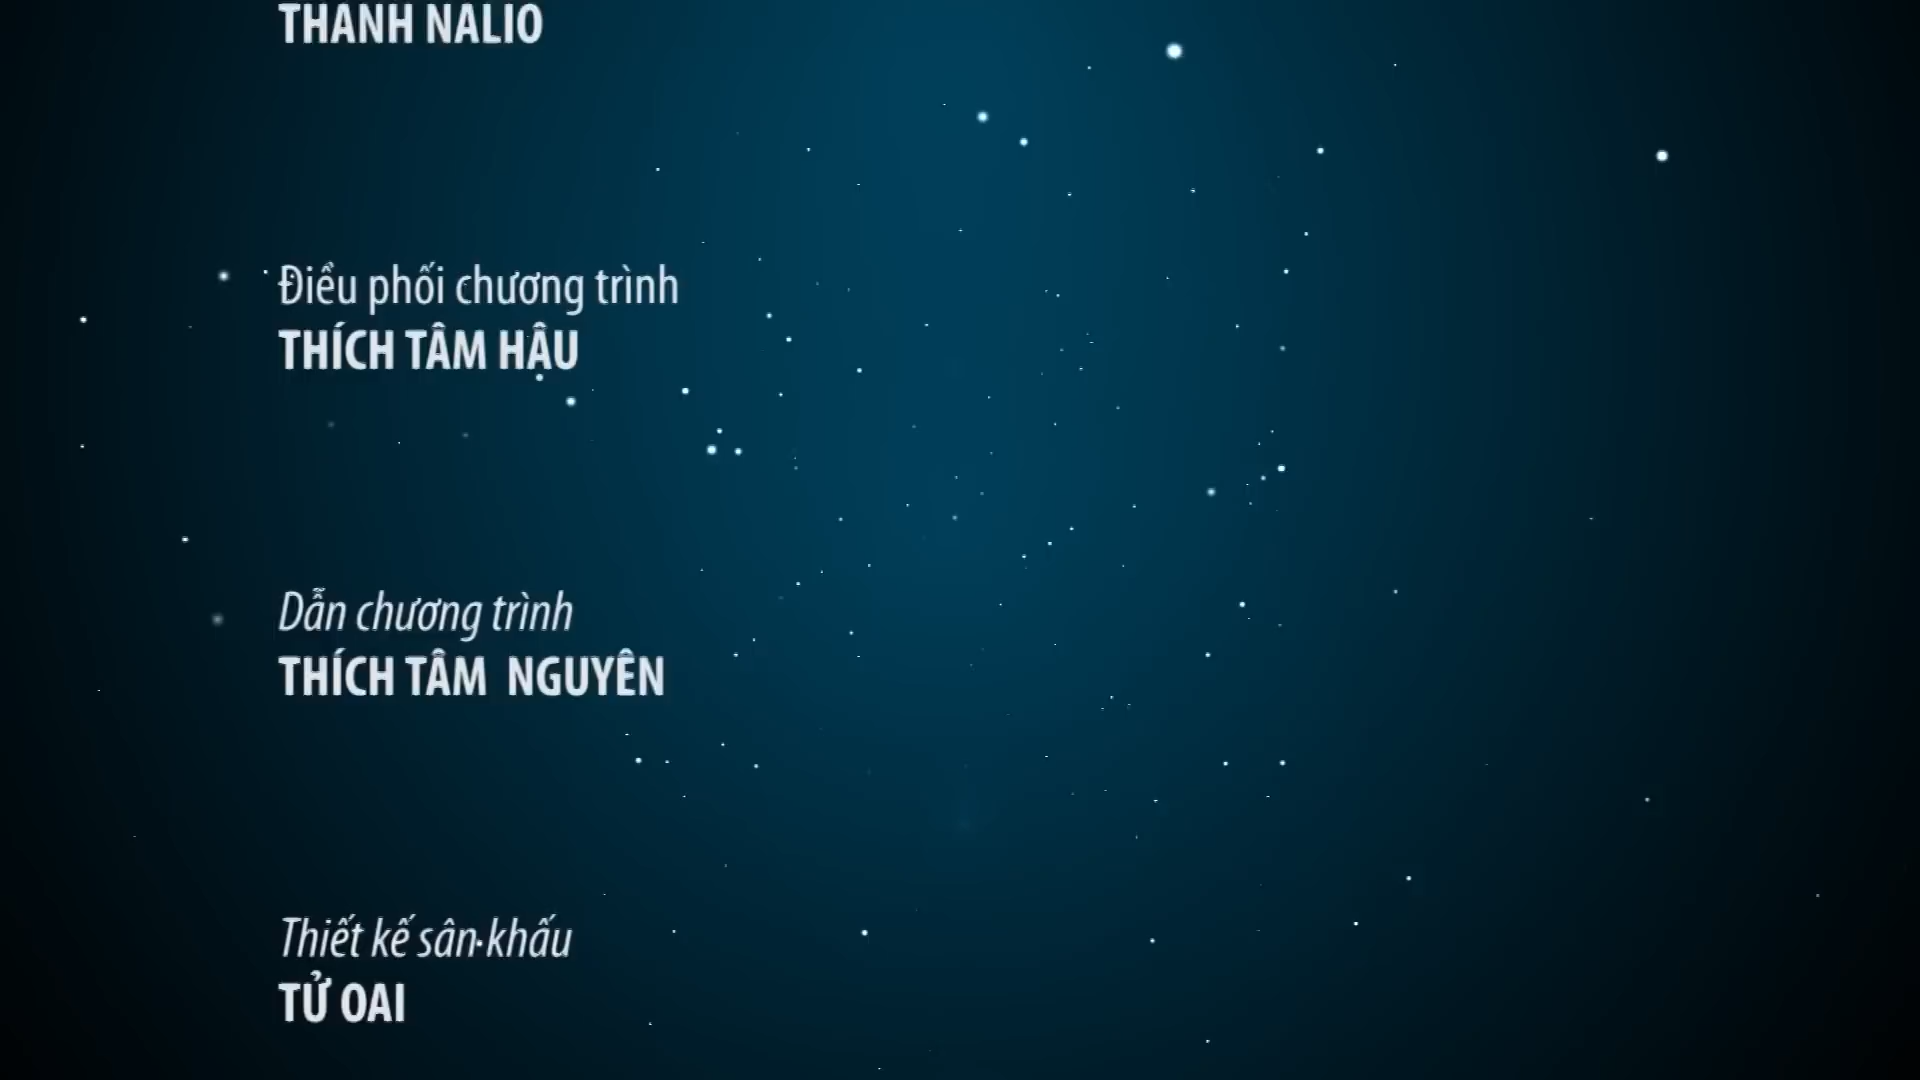 THANH NALIO
Điều phối chương trình
THÍCH TÂM HẬU
Dẫn chương trình
THÍCH TÂM  NGUYÊN
Thiết kế sân khấu
TỬ OAI